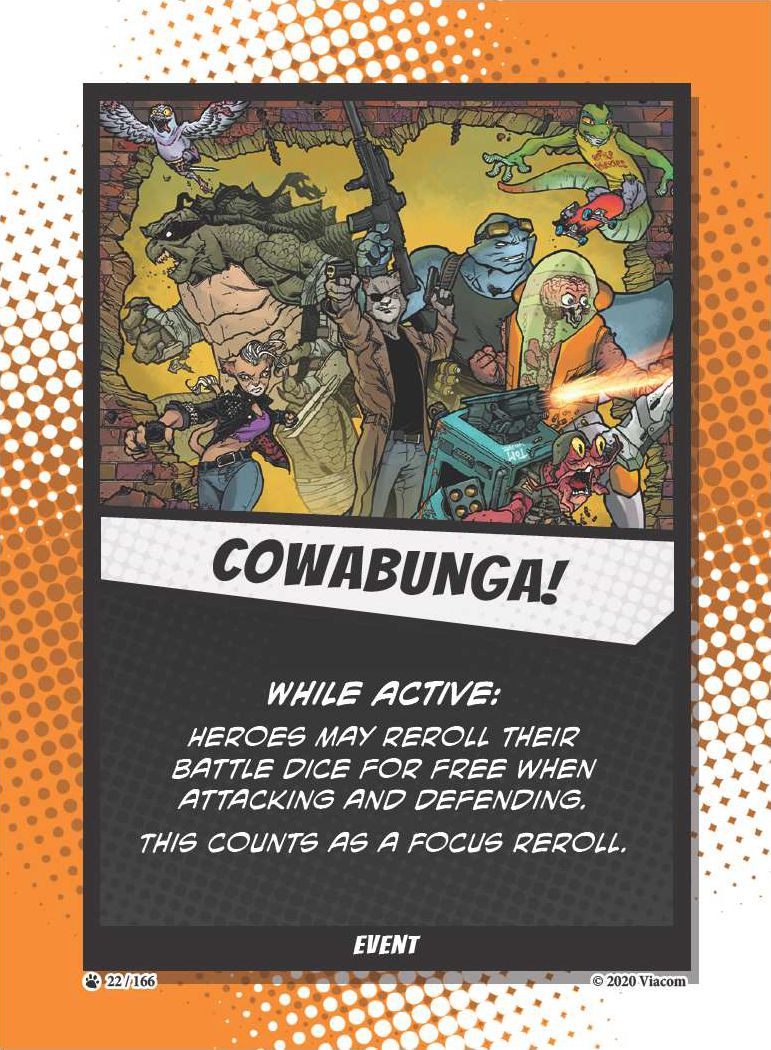 COWABUNGA!
WHILE ACTIVE:
HEROES MAY REROLL THEIR
BATTLE DICE FOR FREE WHEN
ATTACKING AND DEFENDING.
THIS COUNTS AS A FOCUS REROLL.
EVENT
22/166
© 2020 Viacom